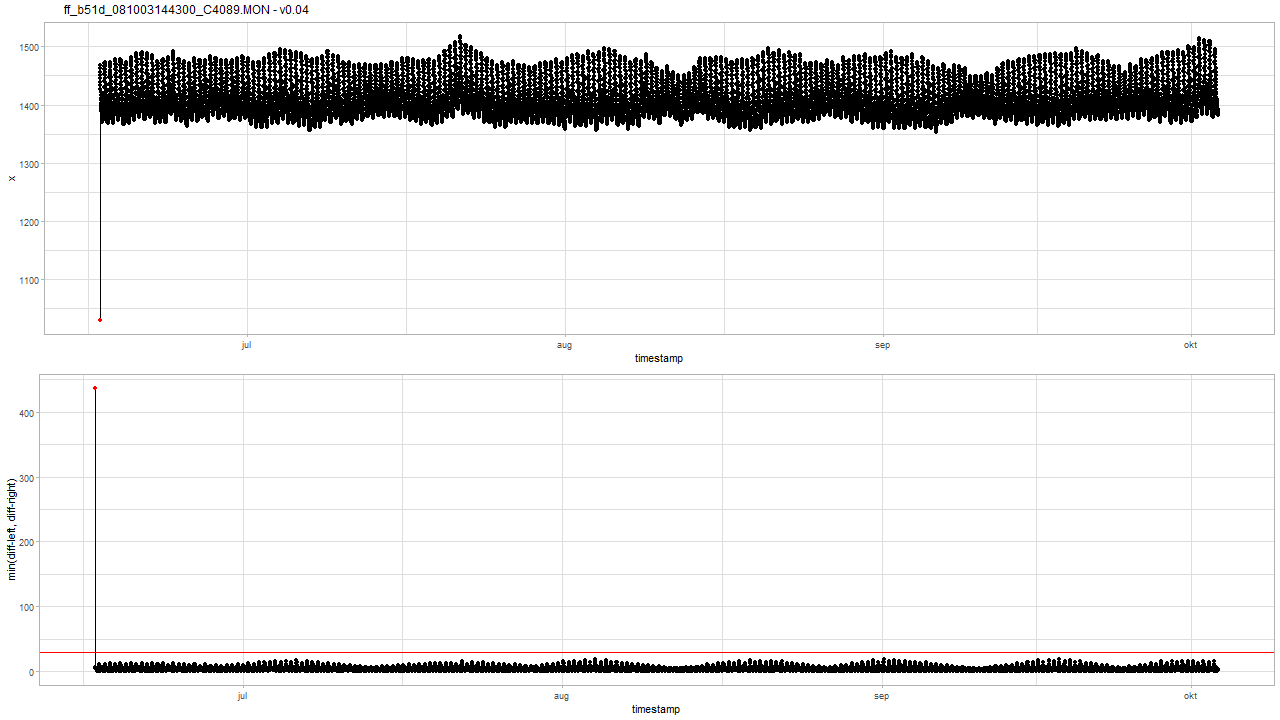 ff_b51d_081003144300_C4089.MON - v0.04
1500
1400
1300
1200
1100
x
jul
aug
sep
okt
timestamp
400
300
200
100
0
min(diff-left, diff-right)
jul
aug
sep
okt
timestamp